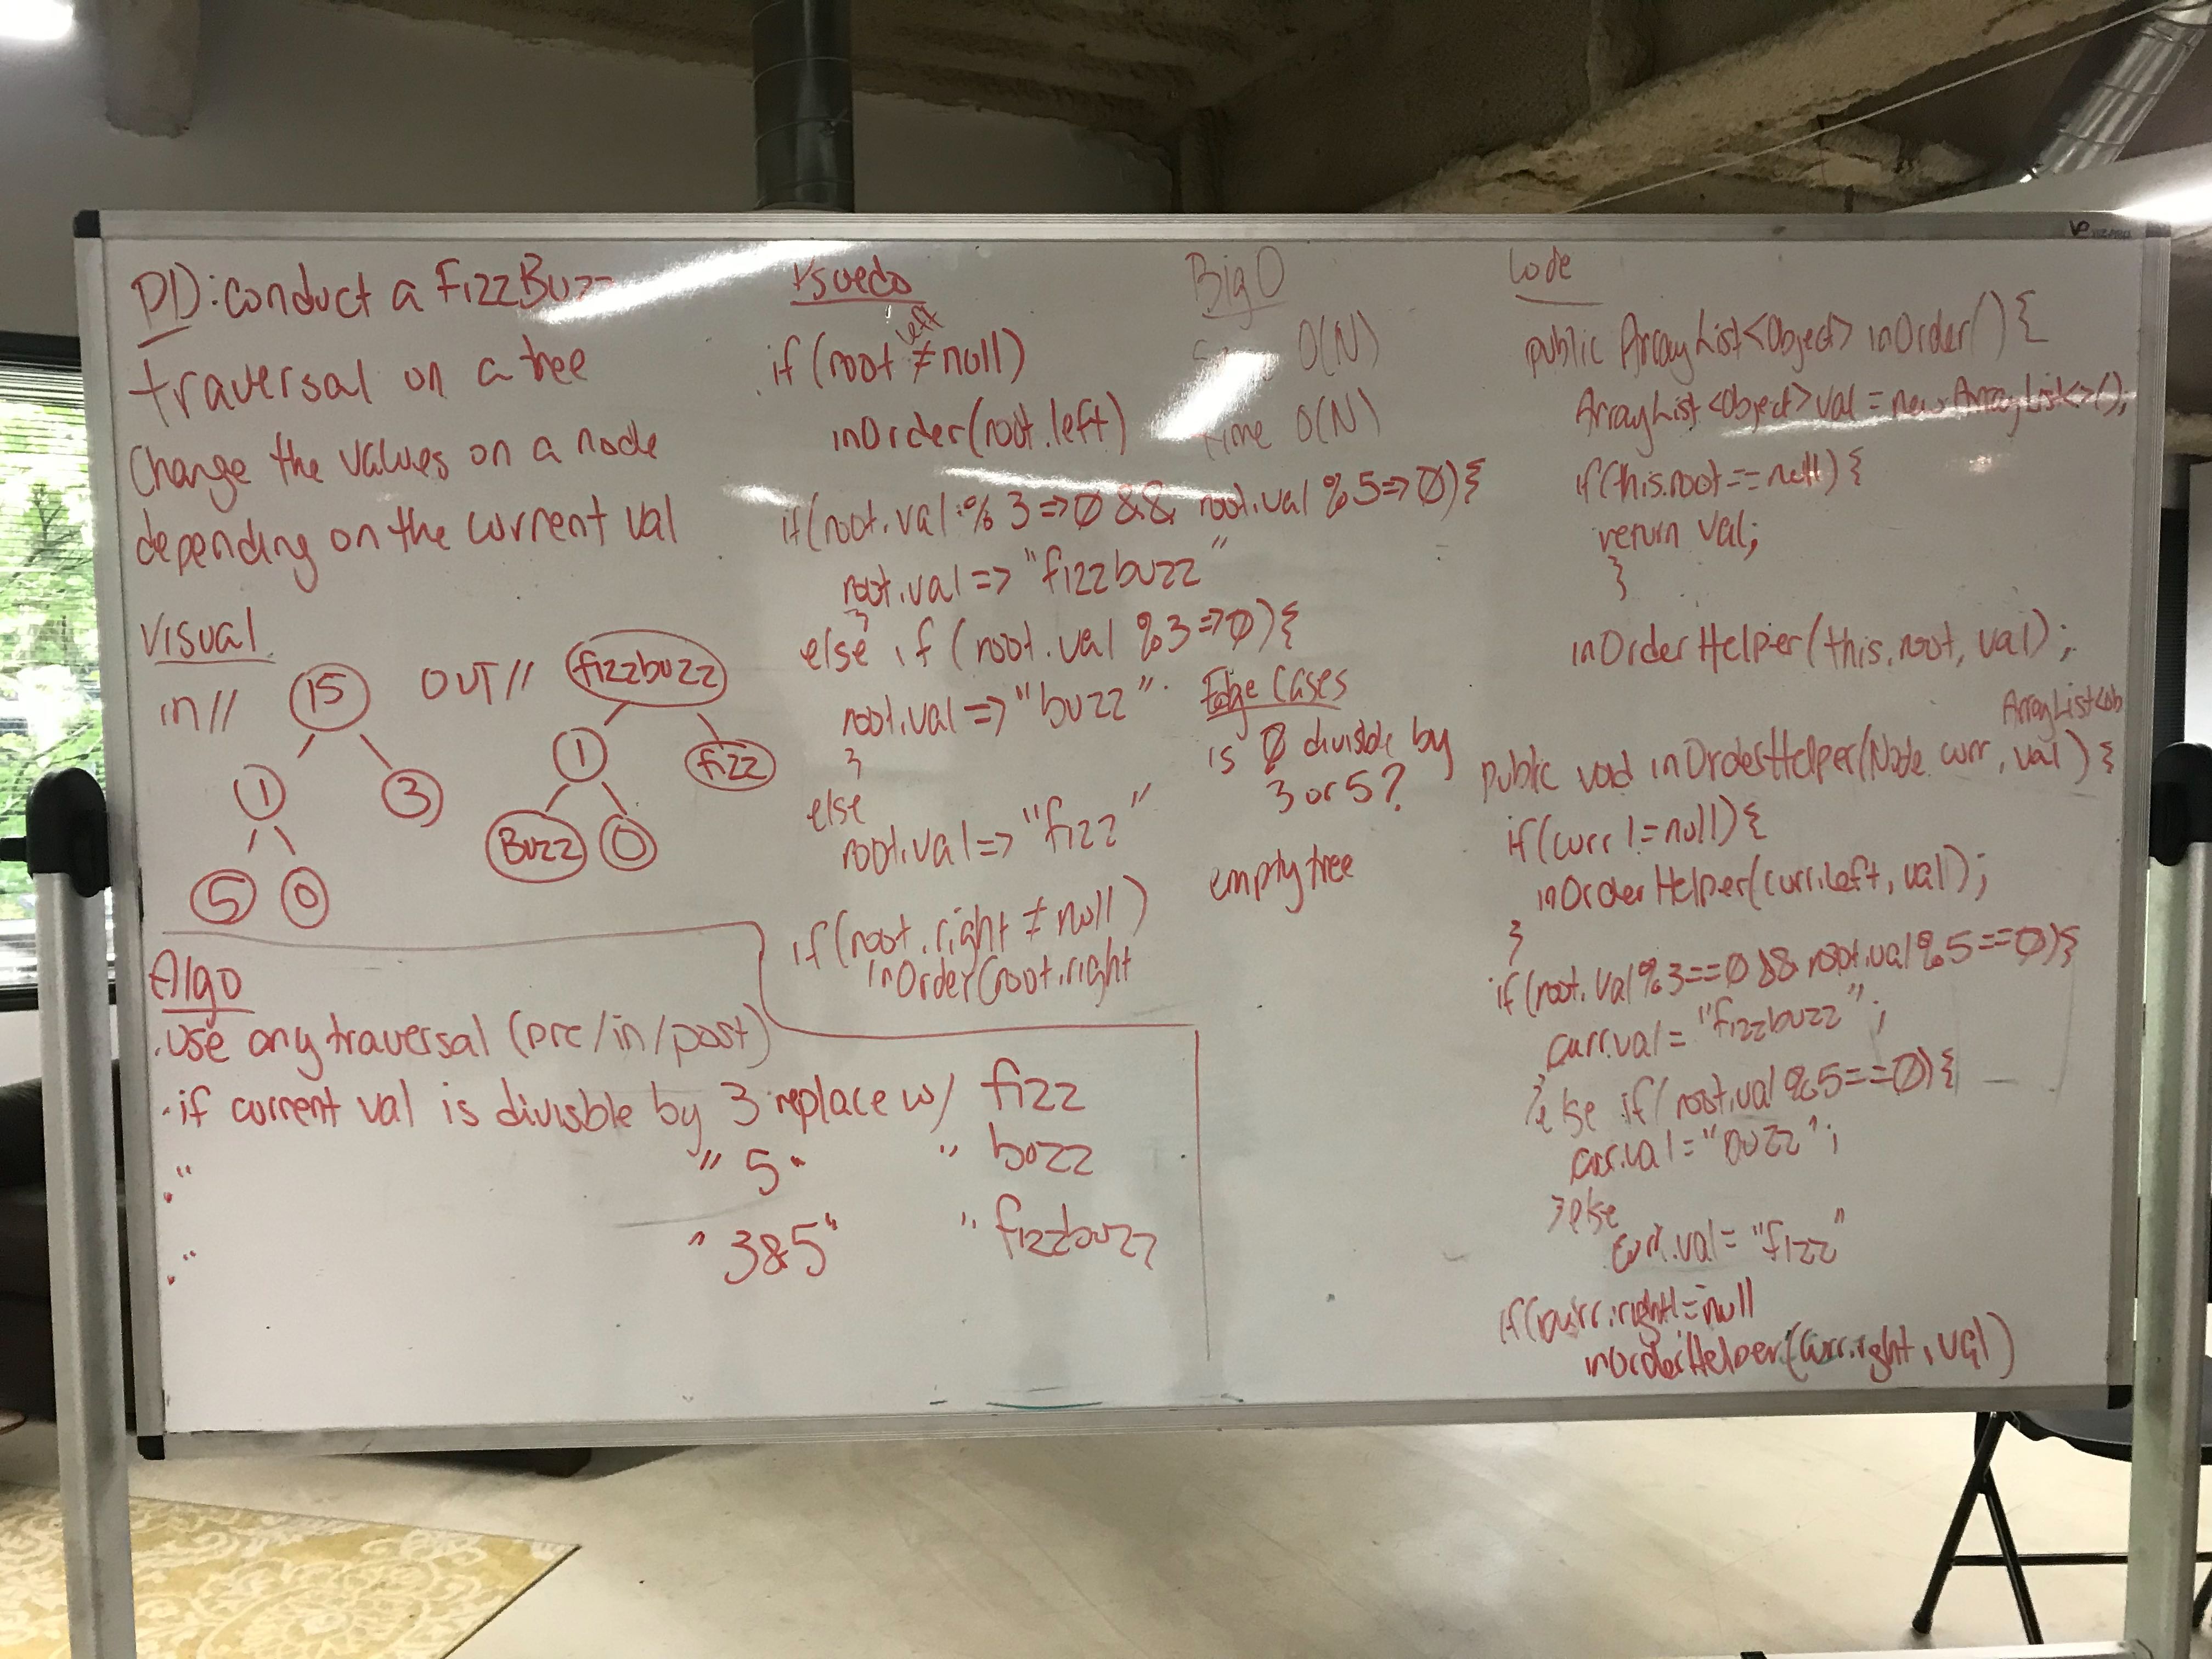 PD: conduct a FizzBuzz
traversal on a tree
Change the values on a node
depending on the current val
Visual
in//
15
1
3
5
0
OUT//
fizzbuzz
1
fizz
Buzz
0
Algo
. use any traversal (pre/in/post)
. if current val is divisble by 3 replace w/ fizz
. " " 5 " " buzz
. " " 3&5 " " fizzbuzz
Psuedo
left
if (root ≠ null)
inOrder(root.left)
if(root.val % 3 => 0 && root.val % 5 => 0){
root.val => "fizzbuzz"
}
else if (root.val % 3 => 0){
root.val => "buzz"
}
else
root.val => "fizz"
if(root.right ≠ null)
inOrder(root.right
Big O
O(N)
time O(N)
Edge Cases
is 0 divisble by
3 or 5?
empty tree
Code
public ArrayList<Object> inOrder(){
ArrayList<Object> val = new ArrayList<>();
if(this.root == null){
return val;
}
inOrderHelper(this.root, val);
ArrayList<Ob
public void inOrderHelper(Node curr, val){
if(curr != null){
inOrderHelper(curr.left, val);
}
if(root.val % 3 == 0 && root.val % 5 == 0){
curr.val = "fizzbuzz";
}else if(root.val % 5 == 0){
curr.val = "buzz";
}else
curr.val = "fizz"
if(curr.right != null
inOrderHelper(curr.right, val)